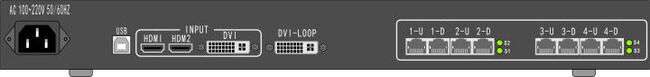 AC 100~220V 50/60HZ
USB
INPUT
HDMI HDMI2 DVI
DVI-LOOP
1-U 1-D 2-U 2-D
S2
S1
3-U 3-D 4-U 4-D
S4
S3